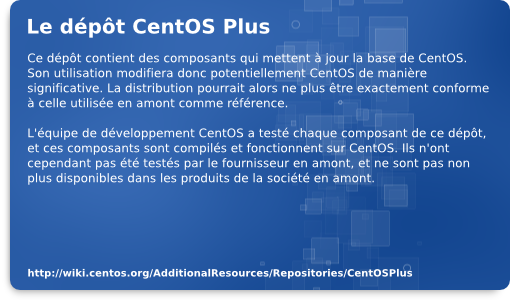 Le dépôt CentOS Plus
Ce dépôt contient des composants qui mettent à jour la base de CentOS.
Son utilisation modifiera donc potentiellement CentOS de manière
significative. La distribution pourrait alors ne plus être exactement conforme
à celle utilisée en amont comme référence.
L'équipe de développement CentOS a testé chaque composant de ce dépôt,
et ces composants sont compilés et fonctionnent sur CentOS. Ils n'ont
cependant pas été testés par le fournisseur en amont, et ne sont pas non
plus disponibles dans les produits de la société en amont.
http://wiki.centos.org/AdditionalResources/Repositories/CentOSPlus